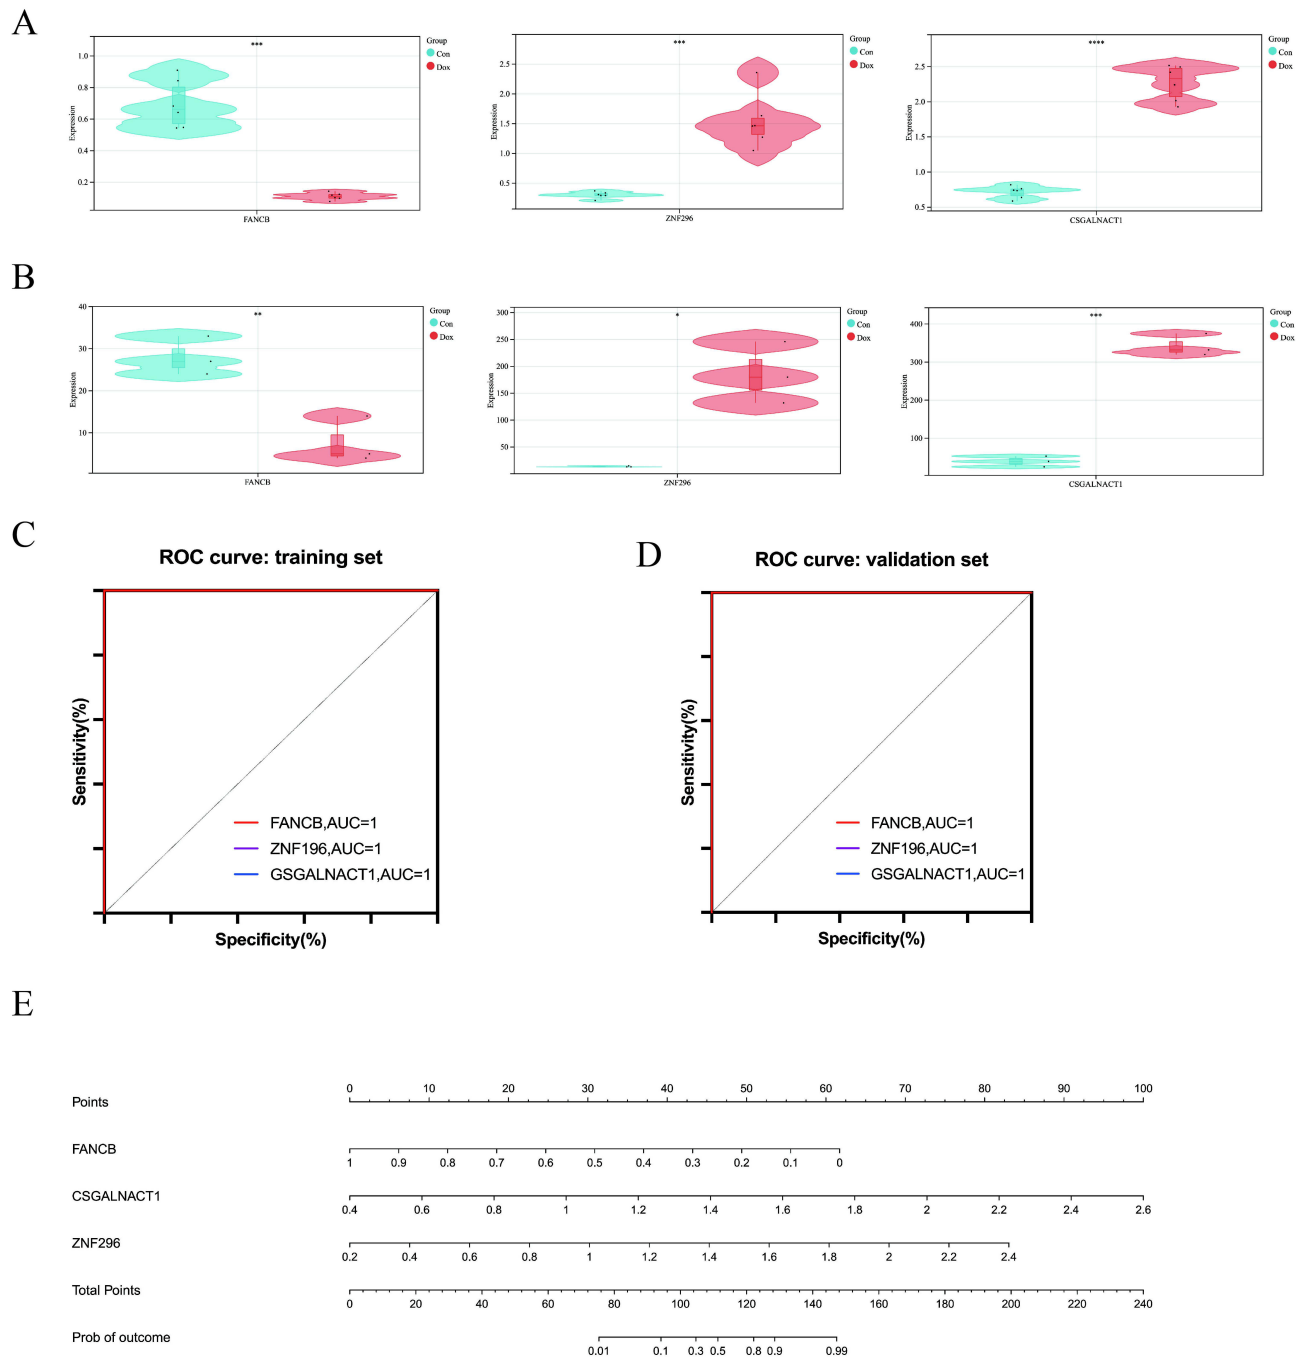 A
***
Group
Con
Dox
1.0
0.8
0.6
0.4
0.2
Expression
FANCB
***
Group
Con
Dox
2.5
2.0
1.5
1.0
0.5
Expression
ZNF296
****
Group
Con
Dox
2.5
2.0
1.5
1.0
0.5
Expression
CSGALNACT1
B
**
Group
Con
Dox
40
30
20
10
Expression
FANCB
*
Group
Con
Dox
300
250
200
150
100
50
Expression
ZNF296
***
Group
Con
Dox
400
300
200
100
Expression
CSGALNACT1
C
ROC curve: training set
Sensitivity(%)
FANCB,AUC=1
ZNF196,AUC=1
GSGALNACT1,AUC=1
Specificity(%)
D
ROC curve: validation set
Sensitivity(%)
FANCB,AUC=1
ZNF196,AUC=1
GSGALNACT1,AUC=1
Specificity(%)
E
0 10 20 30 40 50 60 70 80 90 100
Points
FANCB
1 0.9 0.8 0.7 0.6 0.5 0.4 0.3 0.2 0.1 0
CSGALNACT1
0.4 0.6 0.8 1 1.2 1.4 1.6 1.8 2 2.2 2.4 2.6
ZNF296
0.2 0.4 0.6 0.8 1 1.2 1.4 1.6 1.8 2 2.2 2.4
Total Points
0 20 40 60 80 100 120 140 160 180 200 220 240
Prob of outcome
0.01 0.1 0.3 0.5 0.8 0.9 0.99